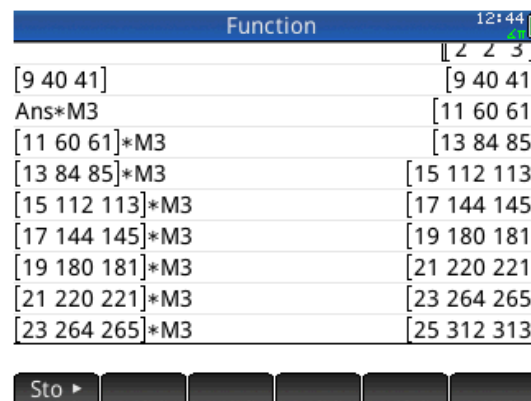 Function 12:44
∡π
[2 2 3]
[9 40 41] [9 40 41
Ans*M3 [11 60 61
[11 60 61]*M3 [13 84 85
[13 84 85]*M3 [15 112 113
[15 112 113]*M3 [17 144 145
[17 144 145]*M3 [19 180 181
[19 180 181]*M3 [21 220 221
[21 220 221]*M3 [23 264 265
[23 264 265]*M3 [25 312 313
Sto ►